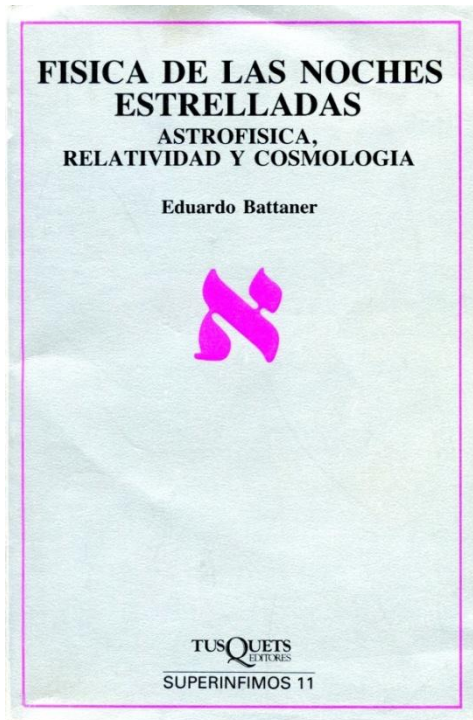 FISICA DE LAS NOCHES
ESTRELLADAS
ASTROFISICA,
RELATIVIDAD Y COSMOLOGIA
Eduardo Battaner
א
TUSQUETS
EDITORES
SUPERINFIMOS 11